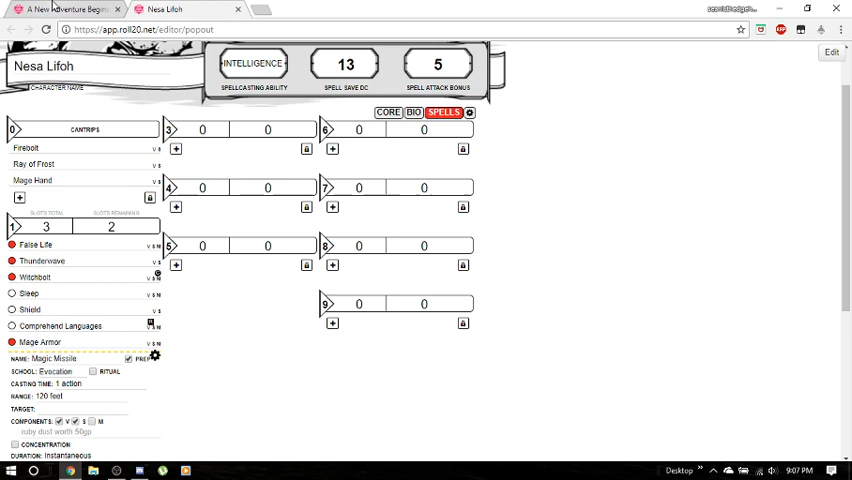 A New Adventure Begin
Nesa Lifoh
https://app.roll20.net/editor/popout
Edit
Nesa Lifoh
CHARACTER NAME
INTELLIGENCE
13
5
SPELLCASTING ABILITY
SPELL SAVE DC
SPELL ATTACK BONUS
CORE
BIO
SPELLS
0
CANTRIPS
Firebolt
V S
Ray of Frost
V S
Mage Hand
V S
SLOTS TOTAL
SLOTS REMAINING
1
3
2
False Life
V S M
Thunderwave
V S
Witchbolt
V S M
C
Sleep
V S M
Shield
V S
Comprehend Languages
V S M
R
Mage Armor
V S M
NAME: Magic Missile
PREP
SCHOOL: Evocation
RITUAL
CASTING TIME: 1 action
RANGE: 120 feet
TARGET:
COMPONENTS: V S M
ruby dust worth 50gp
CONCENTRATION
DURATION: Instantaneous
3 0 0
4 0 0
5 0 0
6 0 0
7 0 0
8 0 0
9 0 0
Desktop
9:07 PM